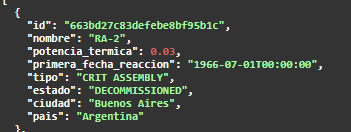 [
{
"id": "663bd27c83defebe8bf95b1c",
"nombre": "RA-2",
"potencia_termica": 0.03,
"primera_fecha_reaccion": "1966-07-01T00:00:00",
"tipo": "CRIT ASSEMBLY",
"estado": "DECOMMISSIONED",
"ciudad": "Buenos Aires",
"pais": "Argentina"
},